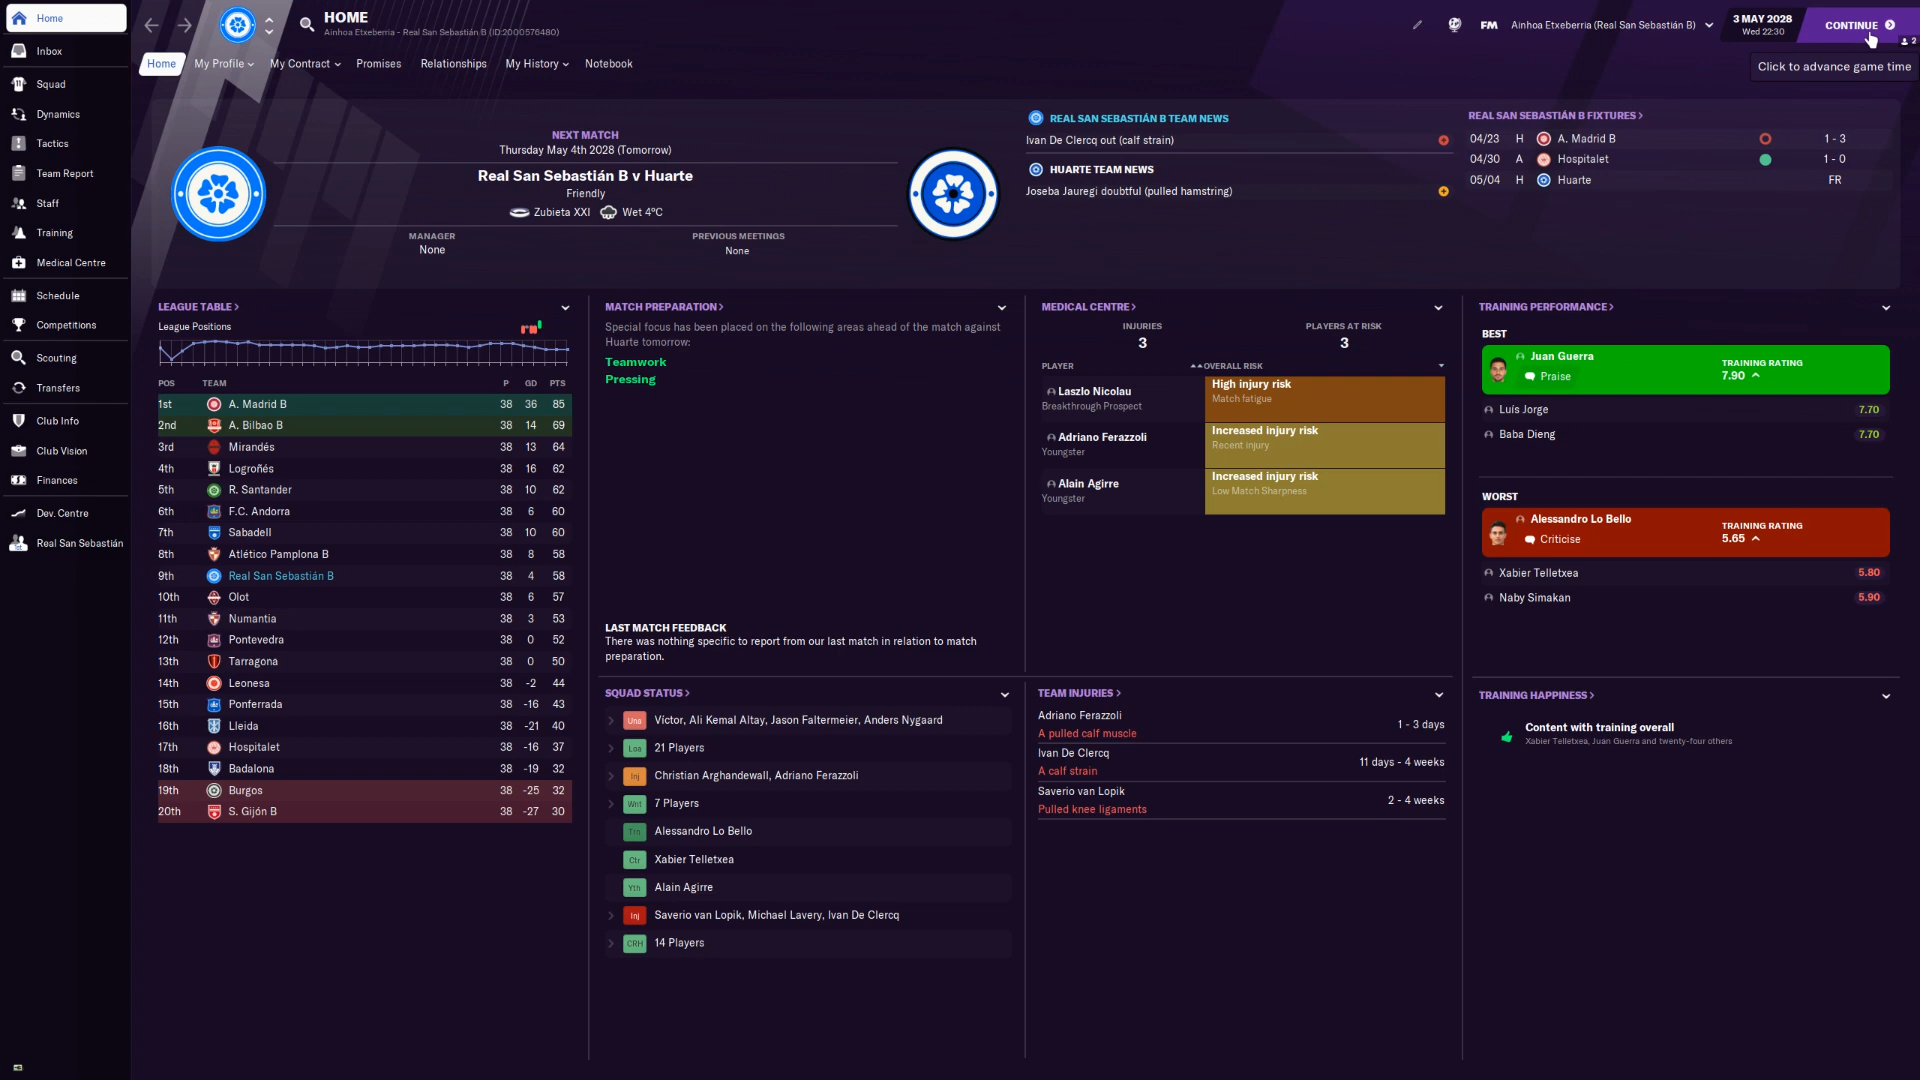 Home
Inbox
Squad
Dynamics
Tactics
Team Report
Staff
Training
Medical Centre
Schedule
Competitions
Scouting
Transfers
Club Info
Club Vision
Finances
Dev. Centre
Real San Sebastián
HOME
Ainhoa Etxeberria - Real San Sebastián B (ID:2000576480)
FM
Ainhoa Etxeberria (Real San Sebastián B)
3 MAY 2028
Wed 22:30
CONTINUE
2
Click to advance game time
Home
My Profile
My Contract
Promises
Relationships
My History
Notebook
NEXT MATCH
Thursday May 4th 2028 (Tomorrow)
Real San Sebastián B v Huarte
Friendly
Zubieta XXI Wet 4°C
MANAGER
None
PREVIOUS MEETINGS
None
REAL SAN SEBASTIÁN B TEAM NEWS
Ivan De Clercq out (calf strain)
HUARTE TEAM NEWS
Joseba Jauregi doubtful (pulled hamstring)
REAL SAN SEBASTIÁN B FIXTURES >
04/23 H A. Madrid B 1 - 3
04/30 A Hospitalet 1 - 0
05/04 H Huarte FR
LEAGUE TABLE >
League Positions
POS TEAM P GD PTS
1st A. Madrid B 38 36 85
2nd A. Bilbao B 38 14 69
3rd Mirandés 38 13 64
4th Logroñés 38 16 62
5th R. Santander 38 10 62
6th F.C. Andorra 38 6 60
7th Sabadell 38 10 60
8th Atlético Pamplona B 38 8 58
9th Real San Sebastián B 38 4 58
10th Olot 38 6 57
11th Numantia 38 3 53
12th Pontevedra 38 0 52
13th Tarragona 38 0 50
14th Leonesa 38 -2 44
15th Ponferrada 38 -16 43
16th Lleida 38 -21 40
17th Hospitalet 38 -16 37
18th Badalona 38 -19 32
19th Burgos 38 -25 32
20th S. Gijón B 38 -27 30
MATCH PREPARATION >
Special focus has been placed on the following areas ahead of the match against
Huarte tomorrow:
Teamwork
Pressing
LAST MATCH FEEDBACK
There was nothing specific to report from our last match in relation to match
preparation.
SQUAD STATUS >
Una Víctor, Ali Kemal Altay, Jason Faltermeier, Anders Nygaard
Loa 21 Players
Inj Christian Arghandewall, Adriano Ferazzoli
Wnt 7 Players
Trn Alessandro Lo Bello
Ctr Xabier Telletxea
Yth Alain Agirre
Inj Saverio van Lopik, Michael Lavery, Ivan De Clercq
CRH 14 Players
MEDICAL CENTRE >
INJURIES
3
PLAYERS AT RISK
3
PLAYER OVERALL RISK
Laszlo Nicolau
Breakthrough Prospect
High injury risk
Match fatigue
Adriano Ferazzoli
Youngster
Increased injury risk
Recent injury
Alain Agirre
Youngster
Increased injury risk
Low Match Sharpness
TEAM INJURIES >
Adriano Ferazzoli
A pulled calf muscle
1 - 3 days
Ivan De Clercq
A calf strain
11 days - 4 weeks
Saverio van Lopik
Pulled knee ligaments
2 - 4 weeks
TRAINING PERFORMANCE >
BEST
Juan Guerra
Praise
TRAINING RATING
7.90
Luís Jorge 7.70
Baba Dieng 7.70
WORST
Alessandro Lo Bello
Criticise
TRAINING RATING
5.65
Xabier Telletxea 5.80
Naby Simakan 5.90
TRAINING HAPPINESS >
Content with training overall
Xabier Telletxea, Juan Guerra and twenty-four others